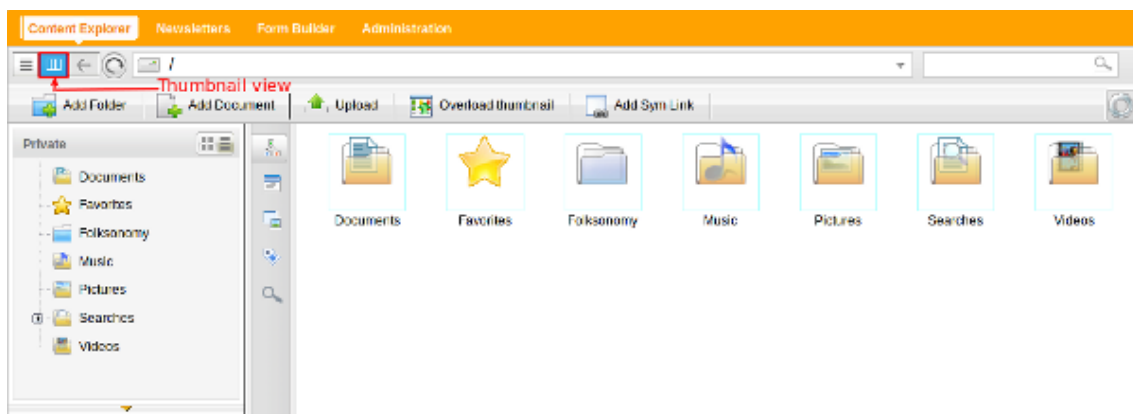 Content Explorer Newsletters Form Builder Administration
/
Thumbnail view
Add Folder Add Document Upload Overload thumbnail Add Sym Link
Private
Documents
Favorites
Folksonomy
Music
Pictures
Searches
Videos
Documents Favorites Folksonomy Music Pictures Searches Videos